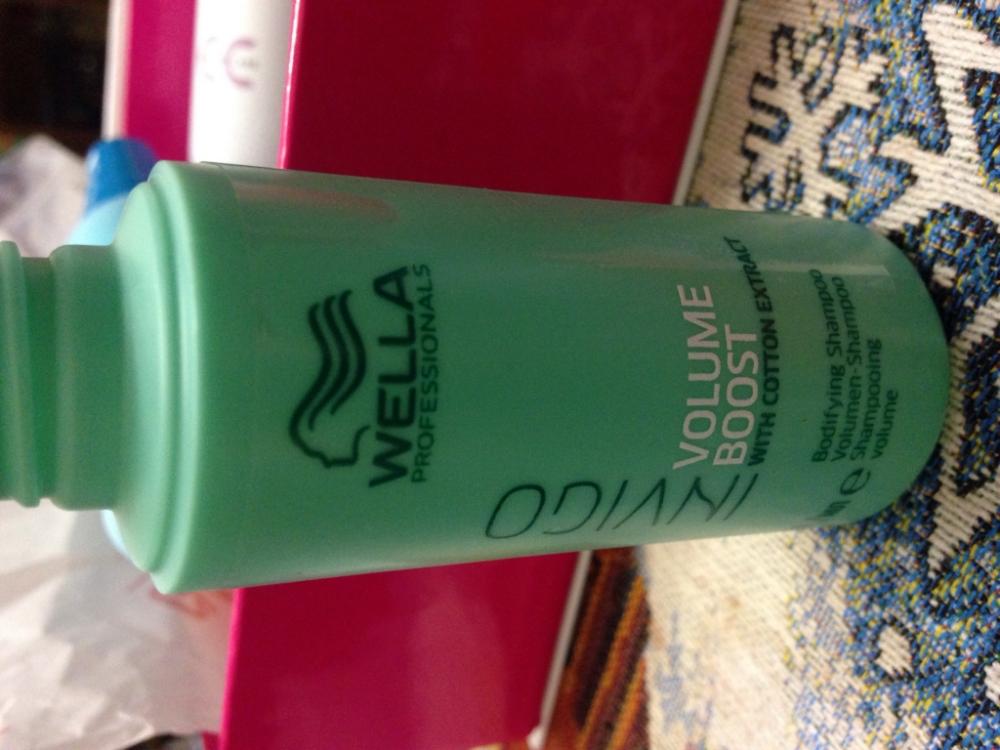 WELLA
PROFESSIONALS
INVIGO
VOLUME
BOOST
WITH COTTON EXTRACT
Bodifying Shampoo
Volumen-Shampoo
Shampooing
volume
e